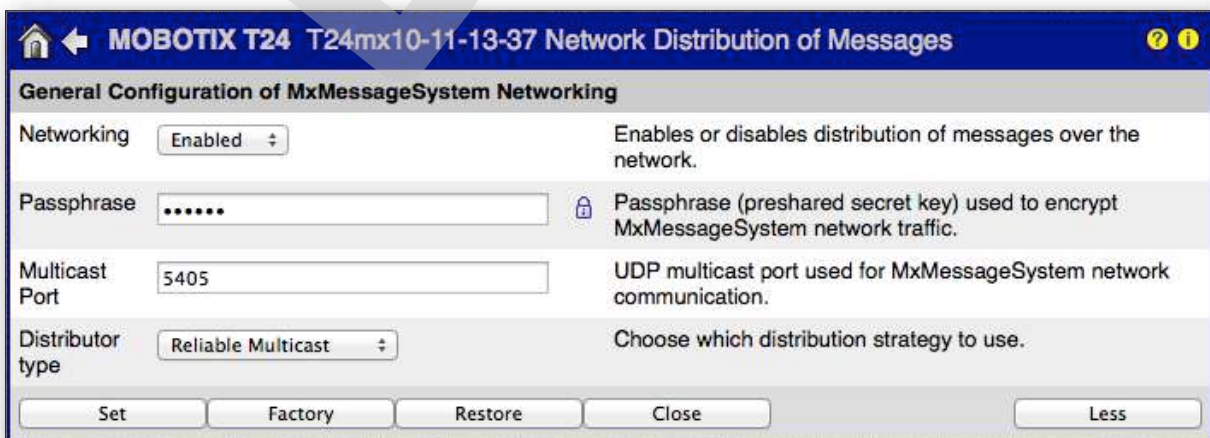 MOBOTIX T24 T24mx10-11-13-37 Network Distribution of Messages ? i
General Configuration of MxMessageSystem Networking
Networking
Enabled
Enables or disables distribution of messages over the
network.
Passphrase
••••••
Passphrase (preshared secret key) used to encrypt
MxMessageSystem network traffic.
Multicast
Port
5405
UDP multicast port used for MxMessageSystem network
communication.
Distributor
type
Reliable Multicast
Choose which distribution strategy to use.
Set Factory Restore Close Less